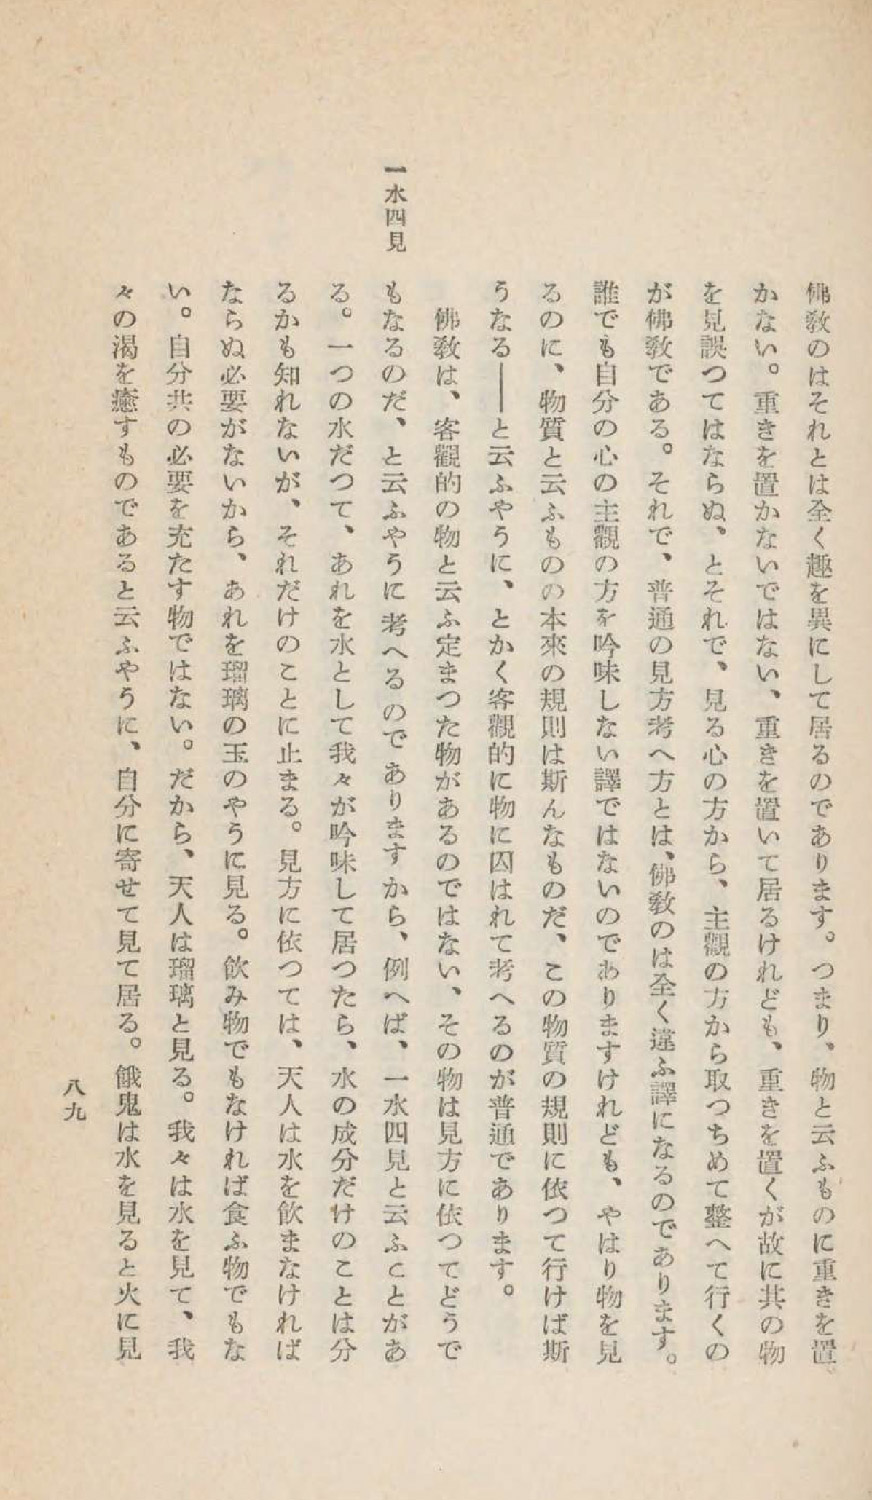 佛敎のはそれとは全く趣を異にして居るのであります。つまり、物と云ふものに重きを置
かない。重きを置かないではない、重きを置いて居るけれども、重きを置くが故に其の物
を見誤つてはならぬ、とそれで、見る心の方から、主觀の方から取つちめて整へて行くの
が佛敎である。それで、普通の見方考へ方とは、佛敎のは全く違ふ譯になるのであります。
誰でも自分の心の主觀の方を吟味しない譯ではないのでありますけれども、やはり物を見
るのに、物質と云ふものの本來の規則は斯んなものだ、この物質の規則に依つて行けば斯
うなる――と云ふやうに、とかく客觀的に物に囚はれて考へるのが普通であります。
佛敎は、客觀的の物と云ふ定まつた物があるのではない、その物は見方に依つてどうで
一水四見
もなるのだ、と云ふやうに考へるのでありますから、例へば、一水四見と云ふことがあ
る。一つの水だつて、あれを水として我々が吟味して居つたら、水の成分だけのことは分
るかも知れないが、それだけのことに止まる。見方に依つては、天人は水を飮まなければ
ならぬ必要がないから、あれを瑠璃の玉のやうに見る。飮み物でもなければ食ふ物でもな
い。自分共の必要を充たす物ではない。だから、天人は瑠璃と見る。我々は水を見て、我
々の渴を癒すものであると云ふやうに、自分に寄せて見て居る。餓鬼は水を見ると火に見
八九